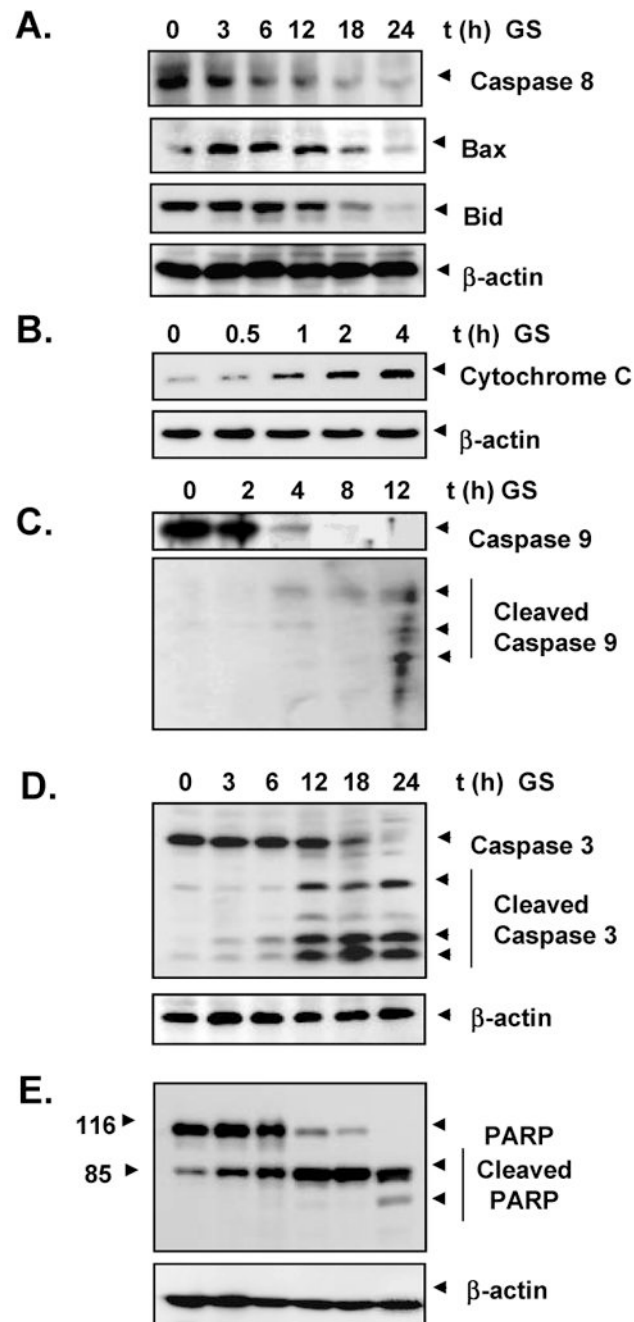 A.
0 3 6 12 18 24 t (h) GS
Caspase 8
Bax
Bid
β-actin
B.
0 0.5 1 2 4 t (h) GS
Cytochrome C
β-actin
C.
0 2 4 8 12 t (h) GS
Caspase 9
Cleaved
Caspase 9
D.
0 3 6 12 18 24 t (h) GS
Caspase 3
Cleaved
Caspase 3
β-actin
E.
116 PARP
85 Cleaved
PARP
β-actin